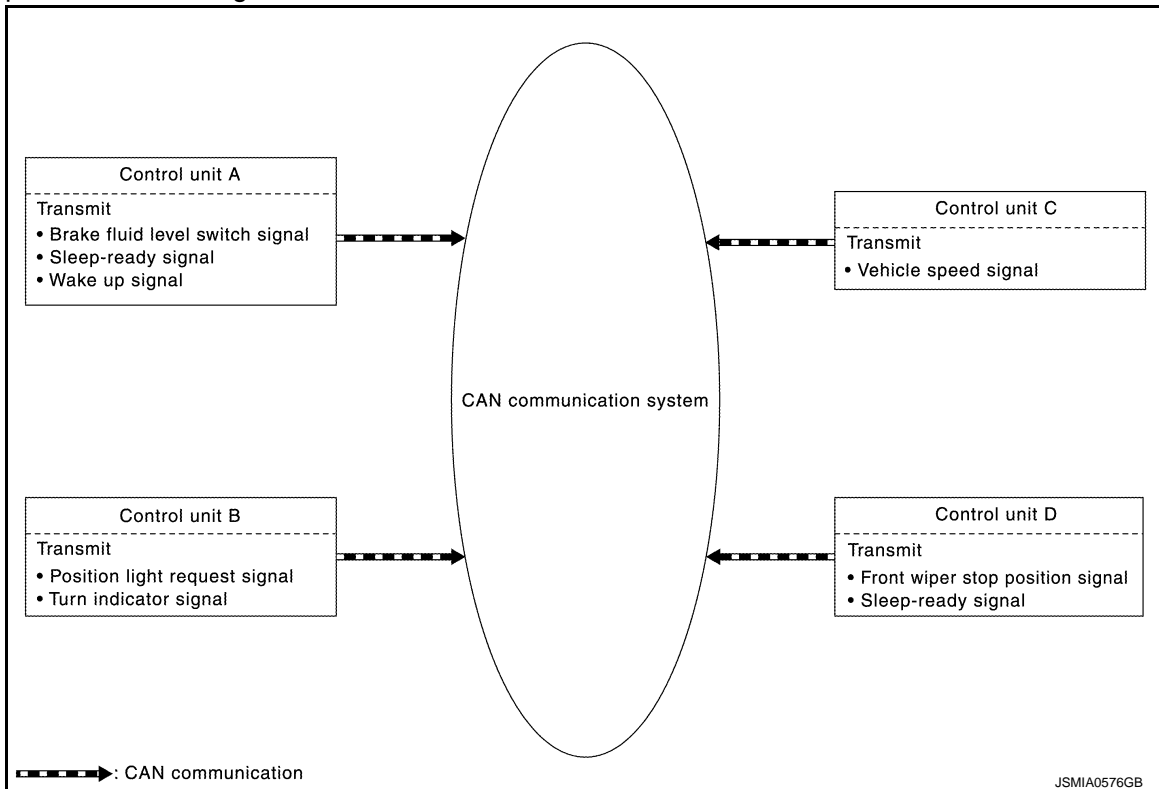 Control unit A
Transmit
• Brake fluid level switch signal
• Sleep-ready signal
• Wake up signal
Control unit C
Transmit
• Vehicle speed signal
CAN communication system
Control unit B
Transmit
• Position light request signal
• Turn indicator signal
Control unit D
Transmit
• Front wiper stop position signal
• Sleep-ready signal
: CAN communication
JSMIA0576GB